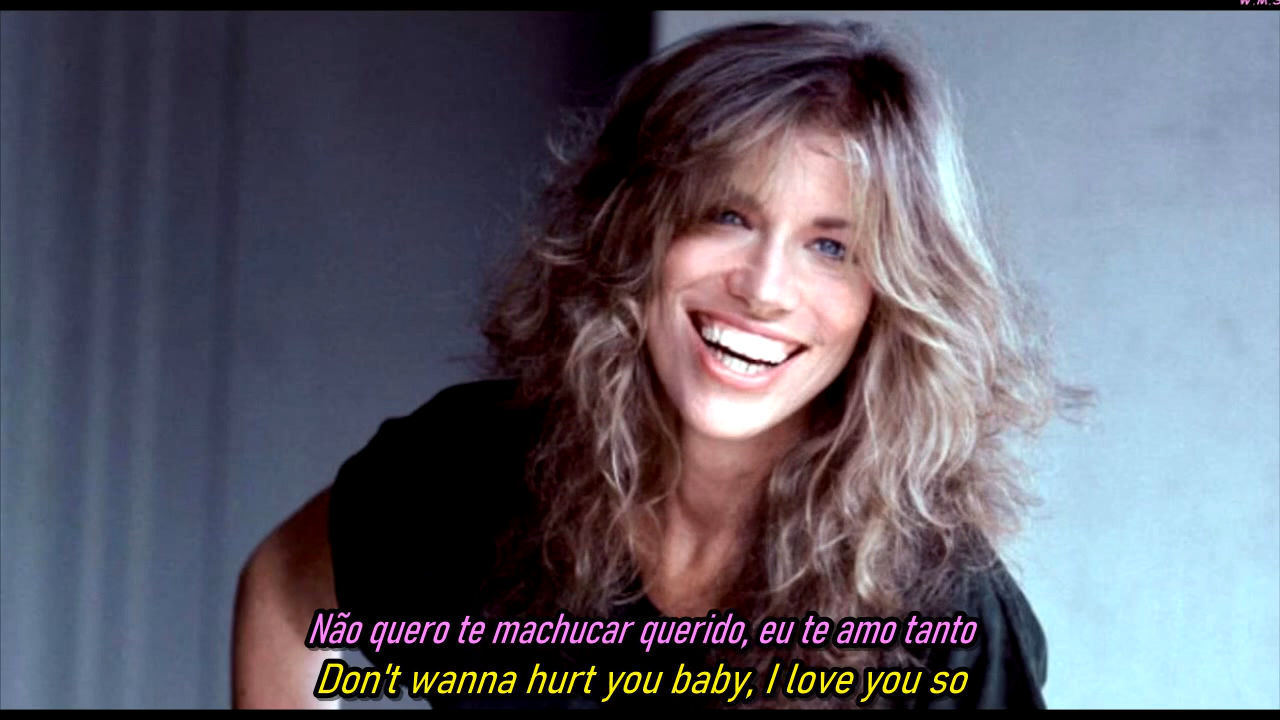 W.M.S
Não quero te machucar querido, eu te amo tanto
Don't wanna hurt you baby, I love you so